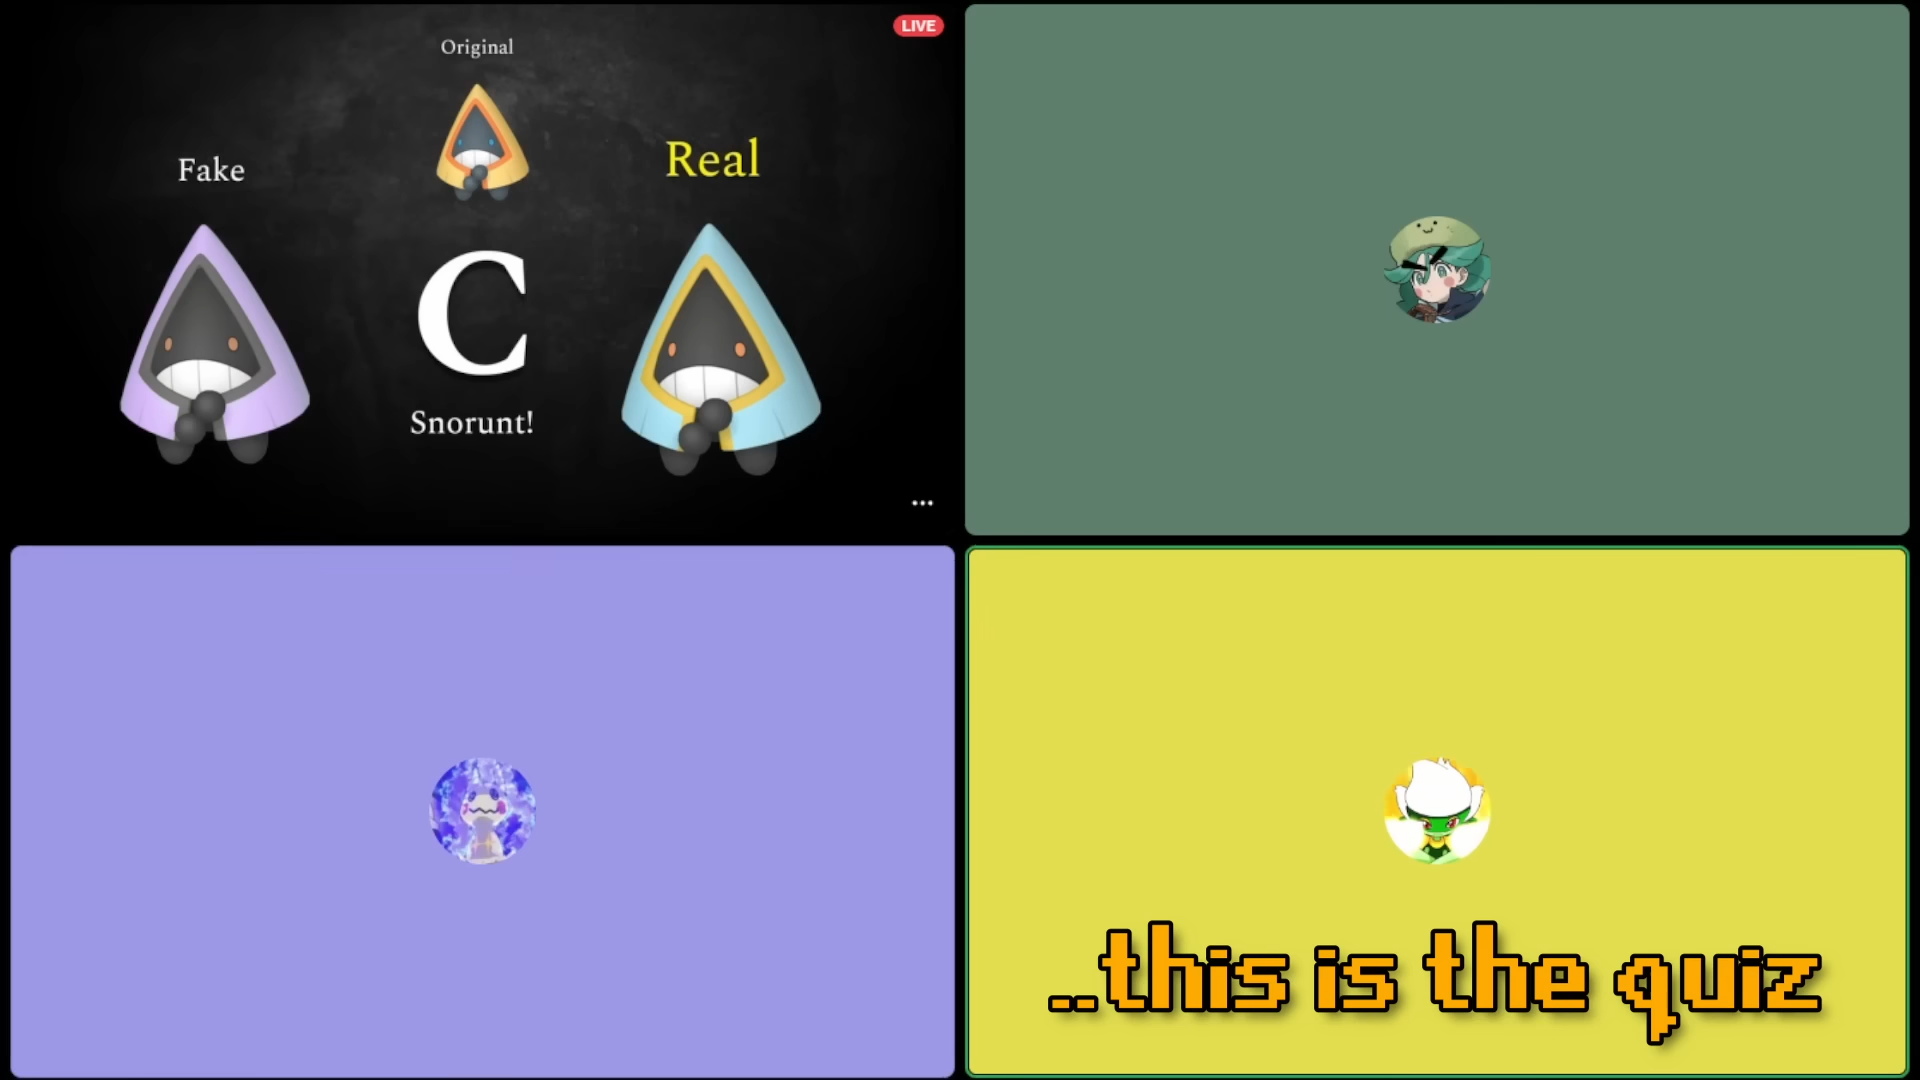 Original
LIVE
Fake
Real
C
Snorunt!
..this is the quiz